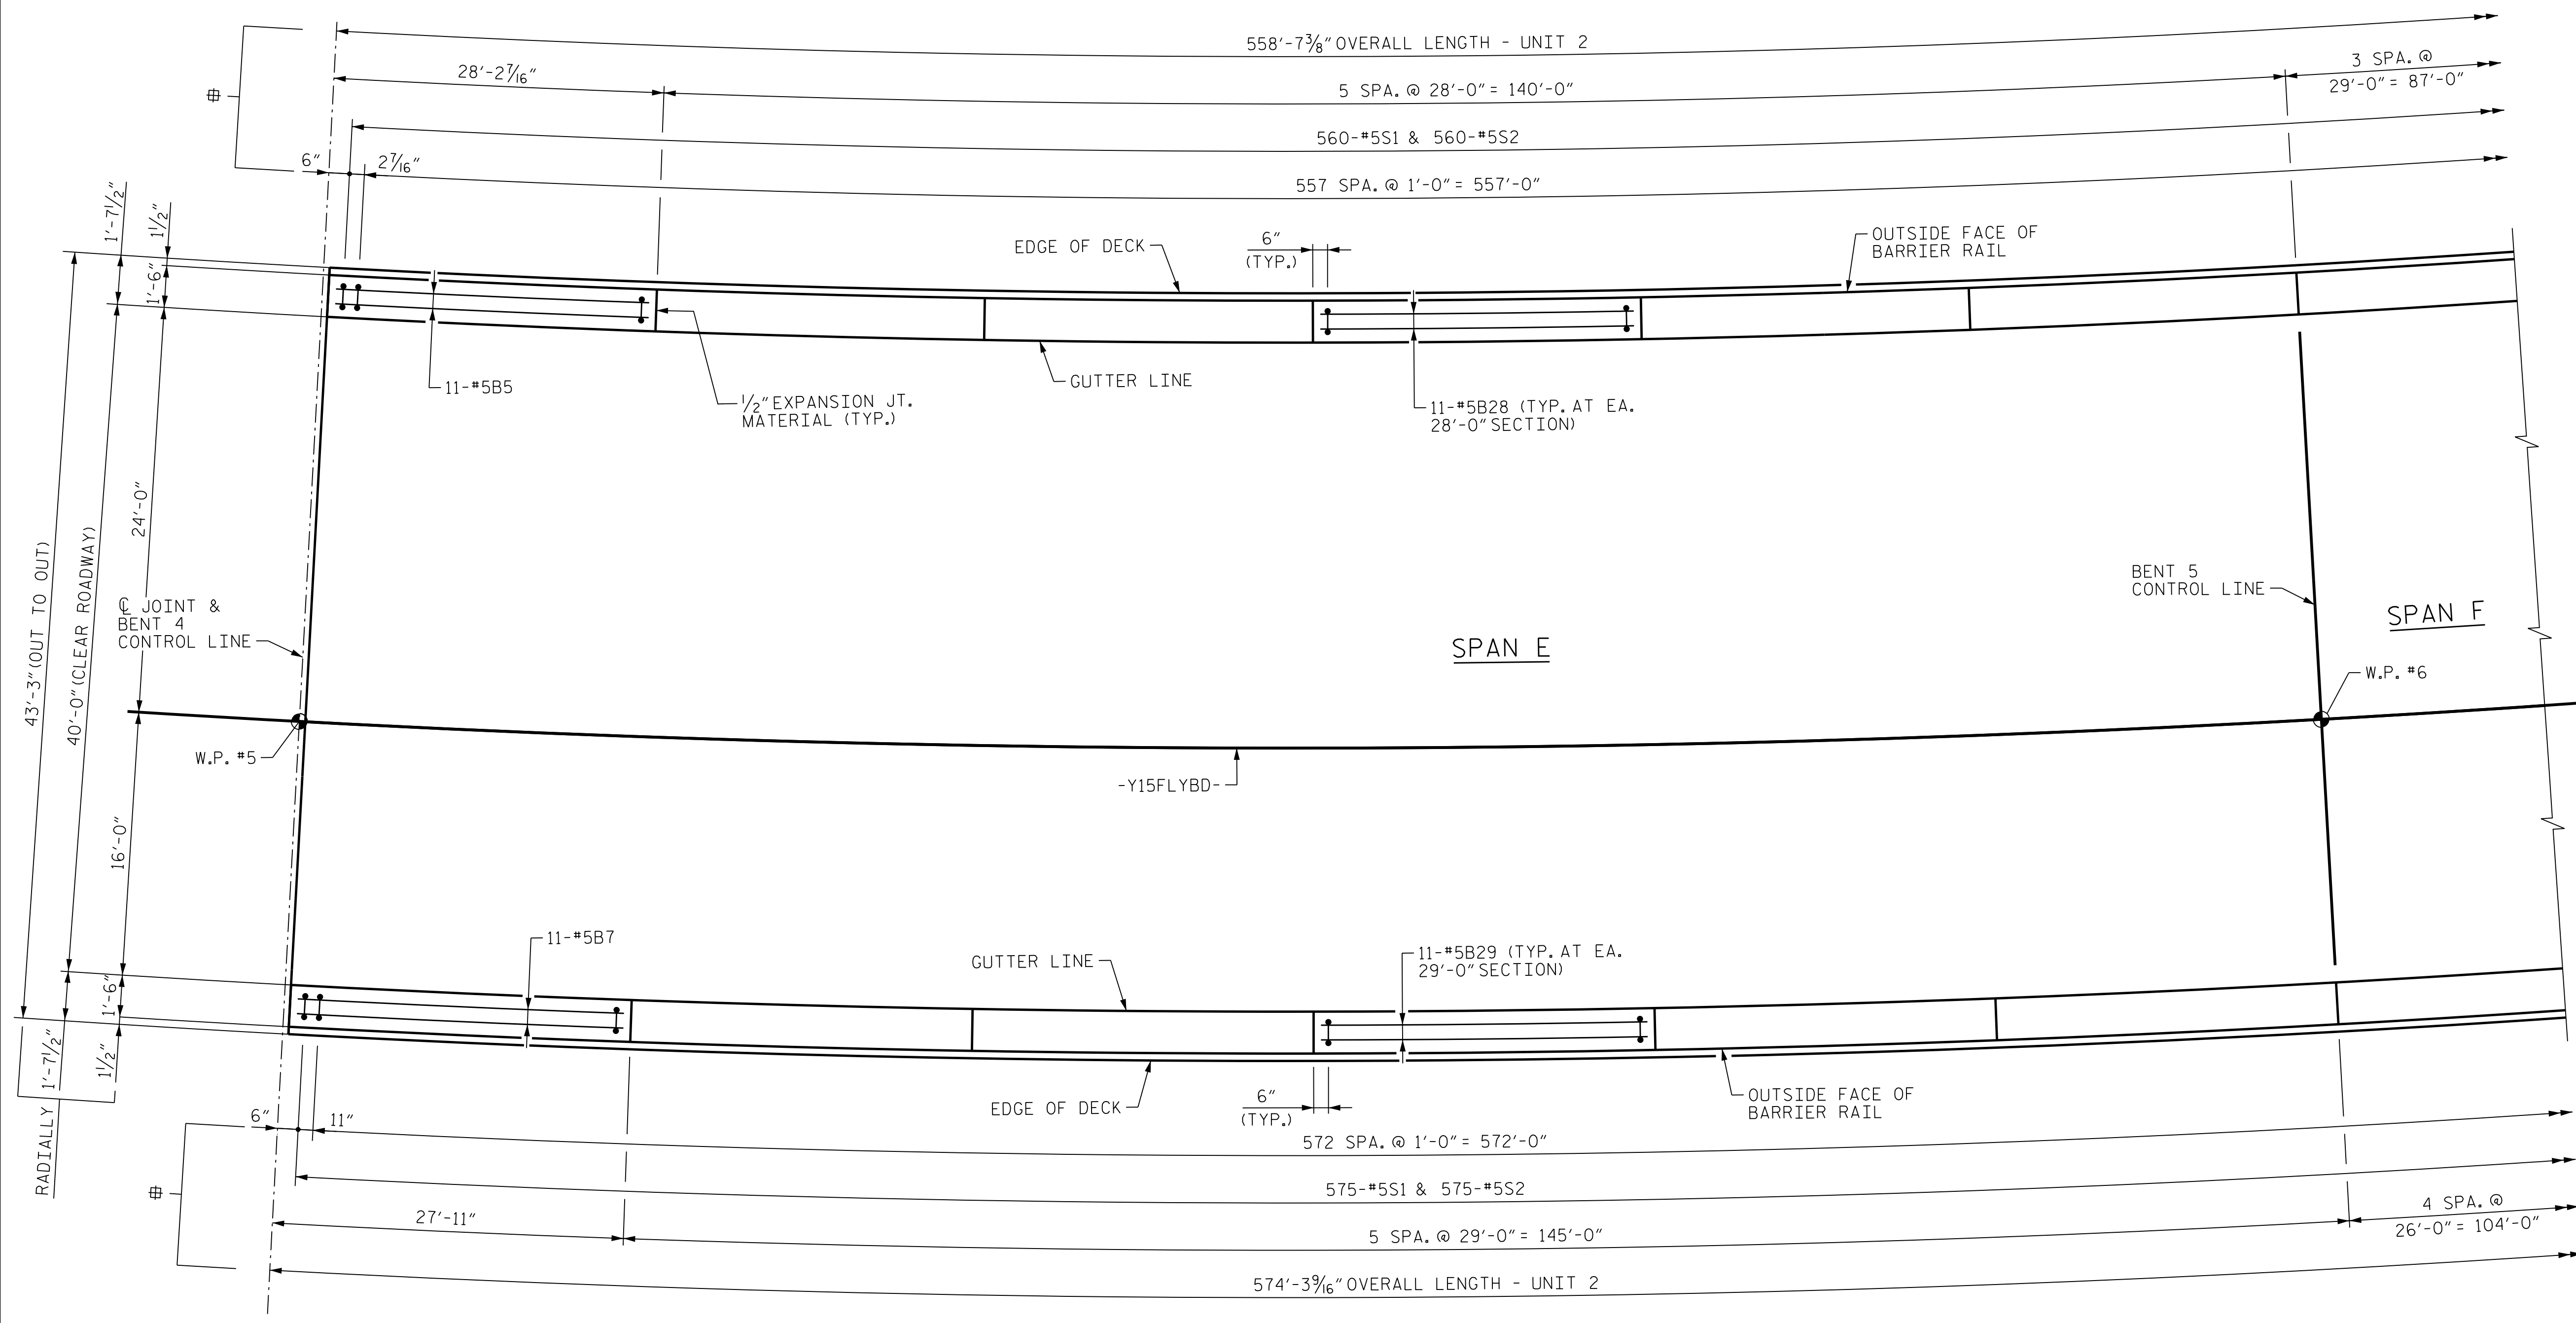 558'-7⅜" OVERALL LENGTH - UNIT 2
28'-2⁷⁄₁₆"
5 SPA. @ 28'-0" = 140'-0"
3 SPA. @
29'-0" = 87'-0"
560-#5S1 & 560-#5S2
6"
2⁷⁄₁₆"
557 SPA. @ 1'-0" = 557'-0"
1'-7½"
1½"
1'-6"
EDGE OF DECK
6"
(TYP.)
OUTSIDE FACE OF
BARRIER RAIL
11-#5B5
½" EXPANSION JT.
MATERIAL (TYP.)
GUTTER LINE
11-#5B28 (TYP. AT EA.
28'-0" SECTION)
24'-0"
43'-3" (OUT TO OUT)
40'-0" (CLEAR ROADWAY)
℄ JOINT &
BENT 4
CONTROL LINE
BENT 5
CONTROL LINE
SPAN E
SPAN F
W.P. #6
W.P. #5
-Y15FLYBD-
16'-0"
11-#5B7
GUTTER LINE
11-#5B29 (TYP. AT EA.
29'-0" SECTION)
1'-6"
1'-7½"
1½"
RADIALLY
EDGE OF DECK
6"
(TYP.)
OUTSIDE FACE OF
BARRIER RAIL
6"
11"
572 SPA. @ 1'-0" = 572'-0"
575-#5S1 & 575-#5S2
27'-11"
5 SPA. @ 29'-0" = 145'-0"
4 SPA. @
26'-0" = 104'-0"
574'-3⁹⁄₁₆" OVERALL LENGTH - UNIT 2